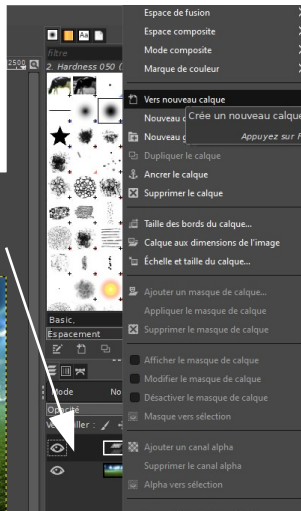 Espace de fusion
Espace composite
Mode composite
Marque de couleur
Aa
filtre
2500
2. Hardness 050 (
Vers nouveau calque
Nouveau
Crée un nouveau calque
Nouveau
Appuyez sur F
Dupliquer le calque
Ancrer le calque
Supprimer le calque
Taille des bords du calque...
Calque aux dimensions de l'image
Échelle et taille du calque...
Ajouter un masque de calque...
Appliquer le masque de calque
Supprimer le masque de calque
Afficher le masque de calque
Modifier le masque de calque
Désactiver le masque de calque
Masque vers sélection
Ajouter un canal alpha
Supprimer le canal alpha
Alpha vers sélection
Basic,
Espacement
Mode
No
Opacité